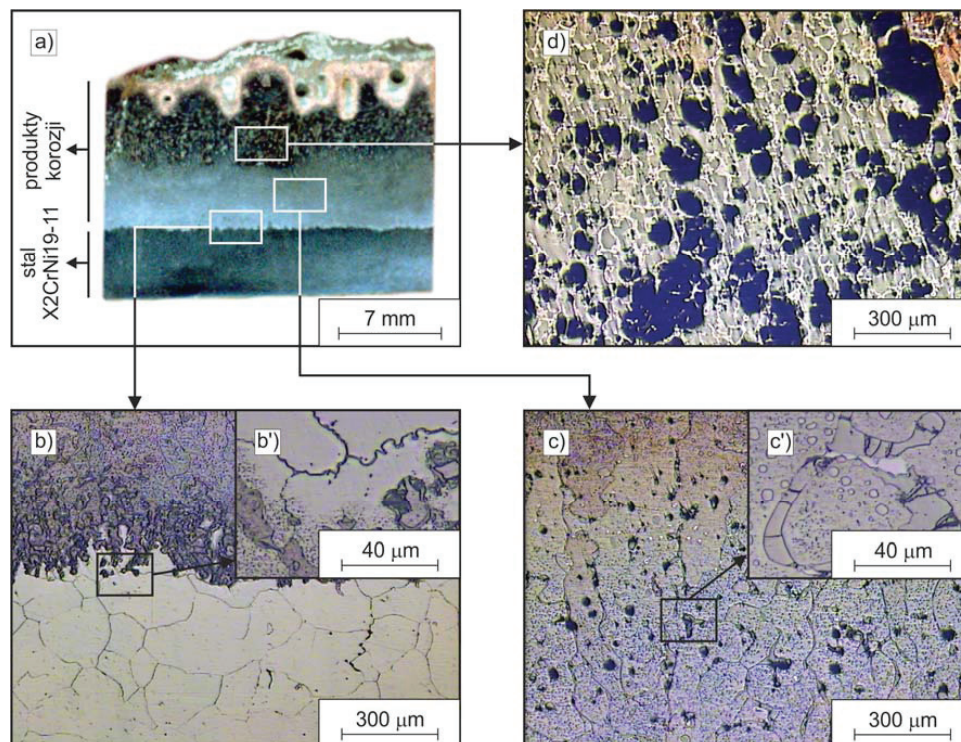 a)
produkty
korozji
stal
X2CrNi19-11
7 mm
d)
300 μm
b)
b')
40 μm
300 μm
c)
c')
40 μm
300 μm